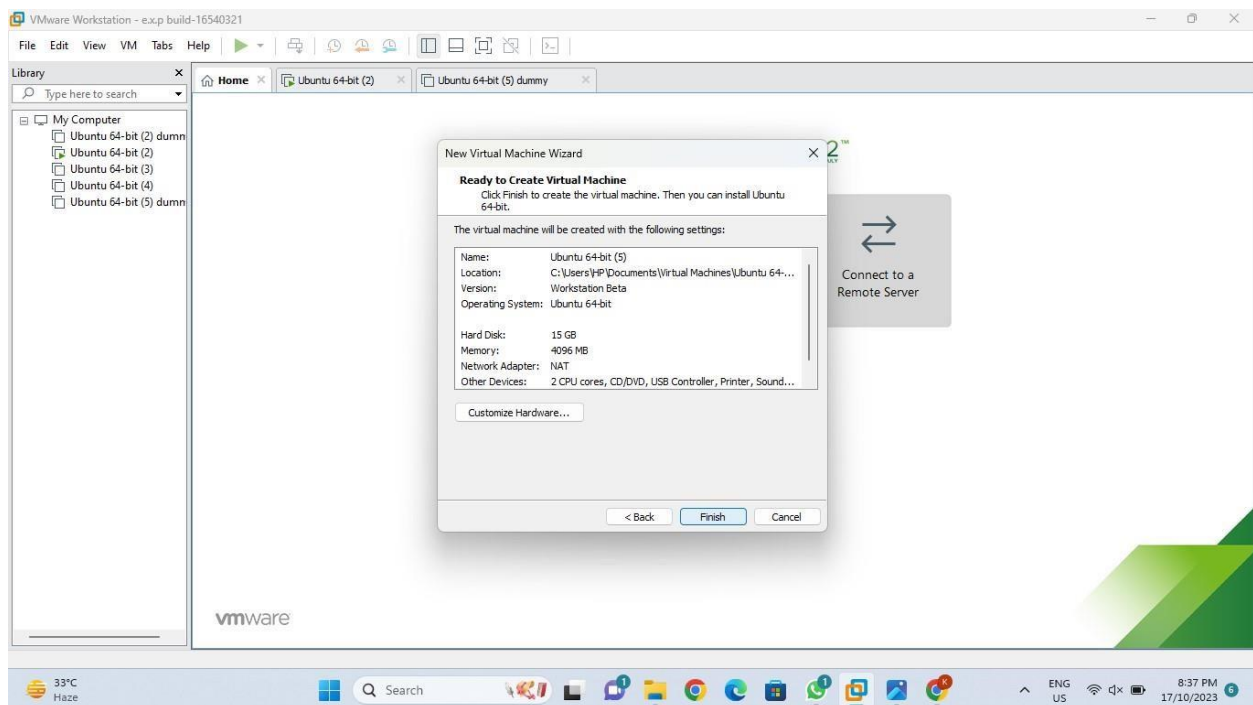 VMware Workstation - e.x.p build-16540321
File Edit View VM Tabs Help
Library
Type here to search
My Computer
Ubuntu 64-bit (2) dumm
Ubuntu 64-bit (2)
Ubuntu 64-bit (3)
Ubuntu 64-bit (4)
Ubuntu 64-bit (5) dumm
Home
Ubuntu 64-bit (2)
Ubuntu 64-bit (5) dummy
2™
New Virtual Machine Wizard
Ready to Create Virtual Machine
Click Finish to create the virtual machine. Then you can install Ubuntu
64-bit.
The virtual machine will be created with the following settings:
Name: Ubuntu 64-bit (5)
Location: C:\Users\HP\Documents\Virtual Machines\Ubuntu 64-...
Version: Workstation Beta
Operating System: Ubuntu 64-bit
Hard Disk: 15 GB
Memory: 4096 MB
Network Adapter: NAT
Other Devices: 2 CPU cores, CD/DVD, USB Controller, Printer, Sound...
Customize Hardware...
< Back Finish Cancel
Connect to a
Remote Server
vmware
33°C
Haze
Search
1
1
K
ENG
US
8:37 PM
17/10/2023
6